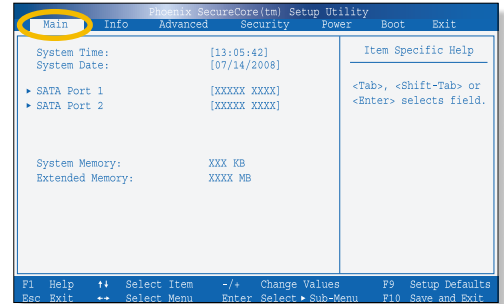 Phoenix SecureCore(tm) Setup Utility
Main Info Advanced Security Power Boot Exit
System Time: [13:05:42]
System Date: [07/14/2008]
▸ SATA Port 1 [XXXXX XXXX]
▸ SATA Port 2 [XXXXX XXXX]
System Memory: XXX KB
Extended Memory: XXXX MB
Item Specific Help
<Tab>, <Shift-Tab> or
<Enter> selects field.
F1 Help ↑↓ Select Item -/+ Change Values F9 Setup Defaults
Esc Exit ←→ Select Menu Enter Select ▸ Sub-Menu F10 Save and Exit